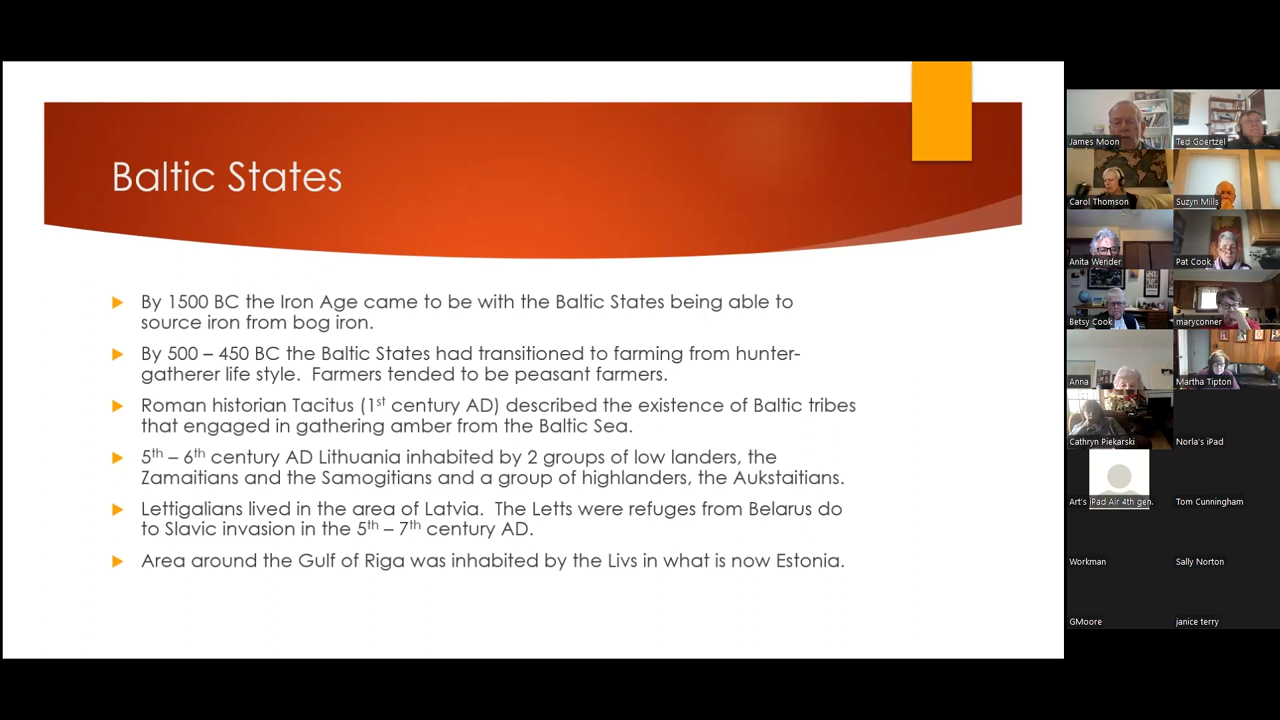 Baltic States
By 1500 BC the Iron Age came to be with the Baltic States being able to
source iron from bog iron.
By 500 – 450 BC the Baltic States had transitioned to farming from hunter-
gatherer life style.  Farmers tended to be peasant farmers.
Roman historian Tacitus (1st century AD) described the existence of Baltic tribes
that engaged in gathering amber from the Baltic Sea.
5th – 6th century AD Lithuania inhabited by 2 groups of low landers, the
Zamaitians and the Samogitians and a group of highlanders, the Aukstaitians.
Lettigalians lived in the area of Latvia.  The Letts were refuges from Belarus do
to Slavic invasion in the 5th – 7th century AD.
Area around the Gulf of Riga was inhabited by the Livs in what is now Estonia.
James Moon
Ted Goertzel
Carol Thomson
Suzyn Mills
Anita Wender
Pat Cook
Betsy Cook
maryconner
Anna
Martha Tipton
Cathryn Piekarski
Norla's iPad
Art's iPad Air 4th gen.
Tom Cunningham
Workman
Sally Norton
GMoore
janice terry